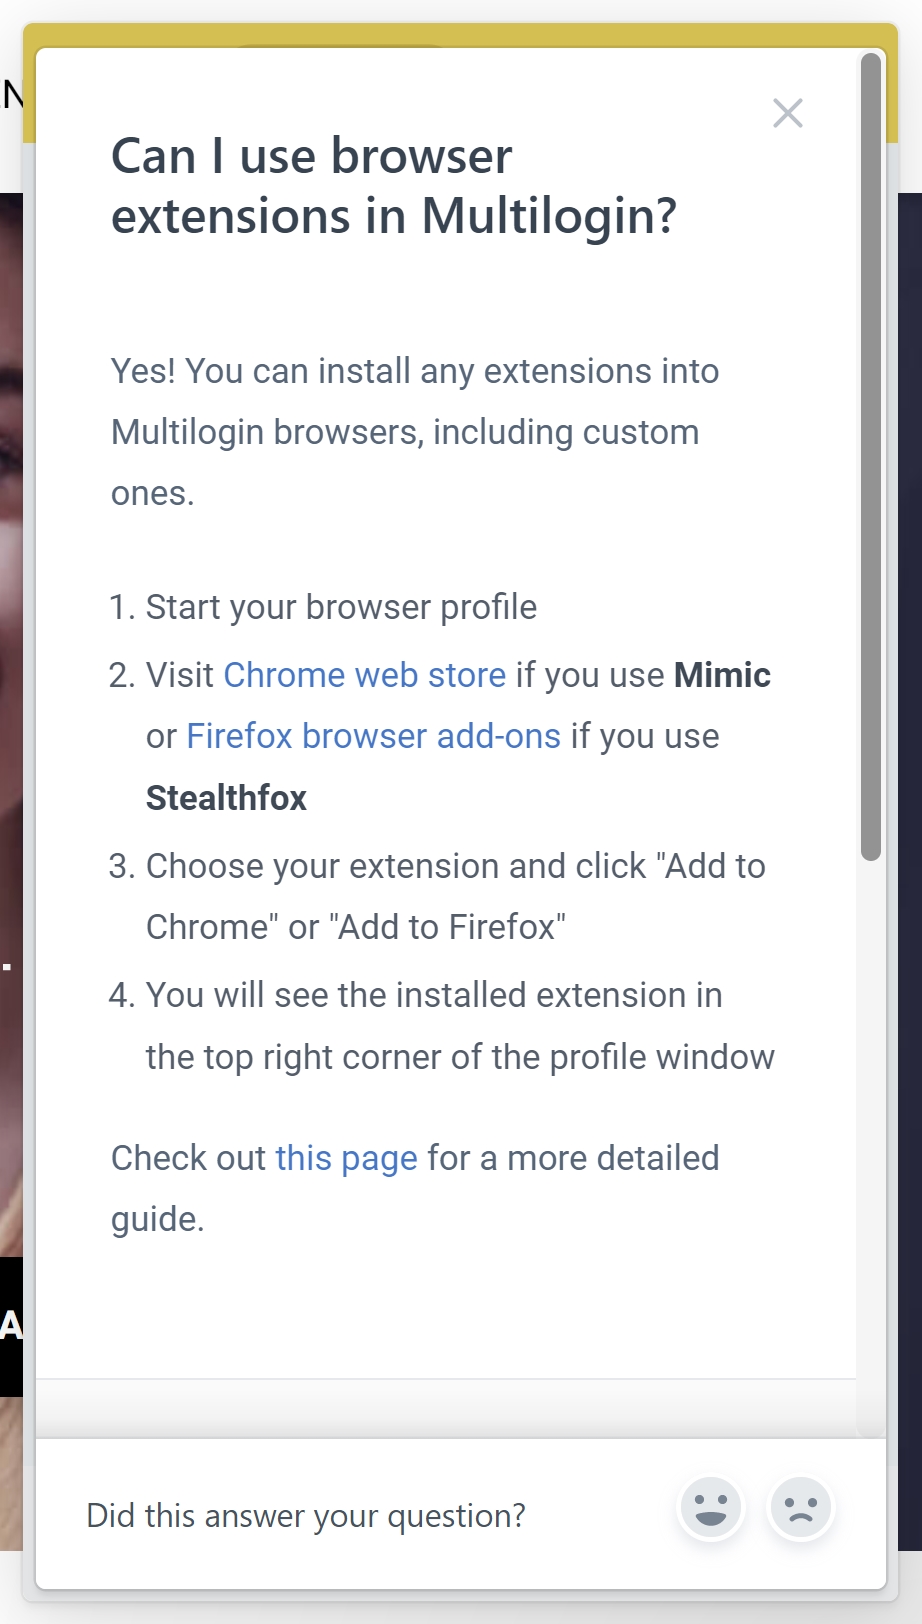 EN
Can I use browser
extensions in Multilogin?
Yes! You can install any extensions into
Multilogin browsers, including custom
ones.
1. Start your browser profile
2. Visit Chrome web store if you use Mimic
or Firefox browser add-ons if you use
Stealthfox
3. Choose your extension and click "Add to
Chrome" or "Add to Firefox"
4. You will see the installed extension in
the top right corner of the profile window
Check out this page for a more detailed
guide.
A
Did this answer your question?